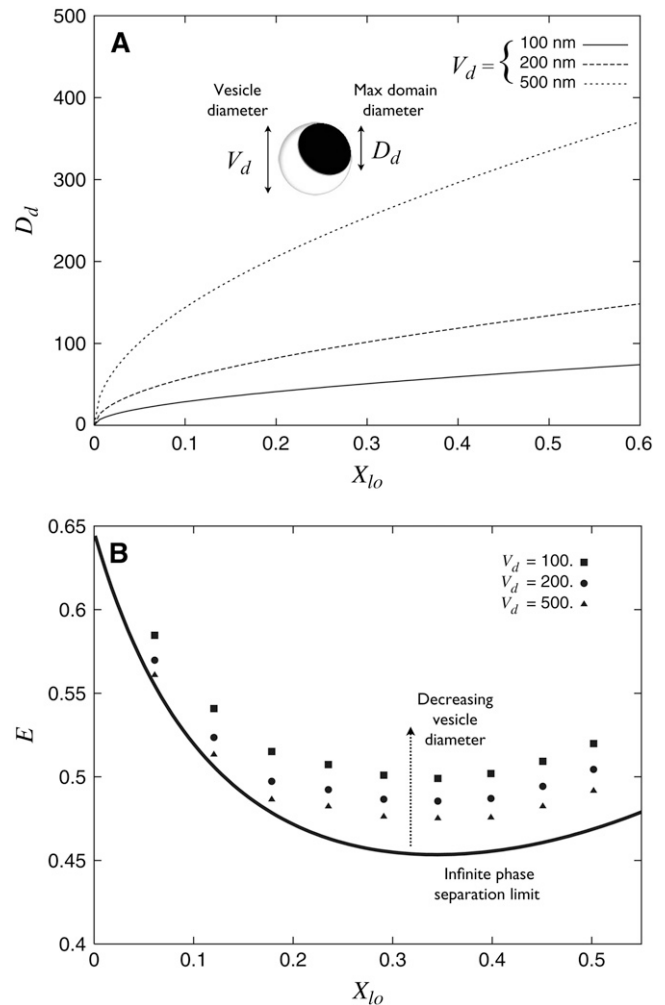 500
400
300
200
100
0
D_d
A
V_d = {
100 nm
200 nm
500 nm
Vesicle
diameter
Max domain
diameter
V_d
D_d
0
0.1
0.2
0.3
0.4
0.5
0.6
X_lo
0.65
0.6
0.55
0.5
0.45
0.4
E
B
V_d = 100.
V_d = 200.
V_d = 500.
Decreasing
vesicle
diameter
Infinite phase
separation limit
0
0.1
0.2
0.3
0.4
0.5
X_lo